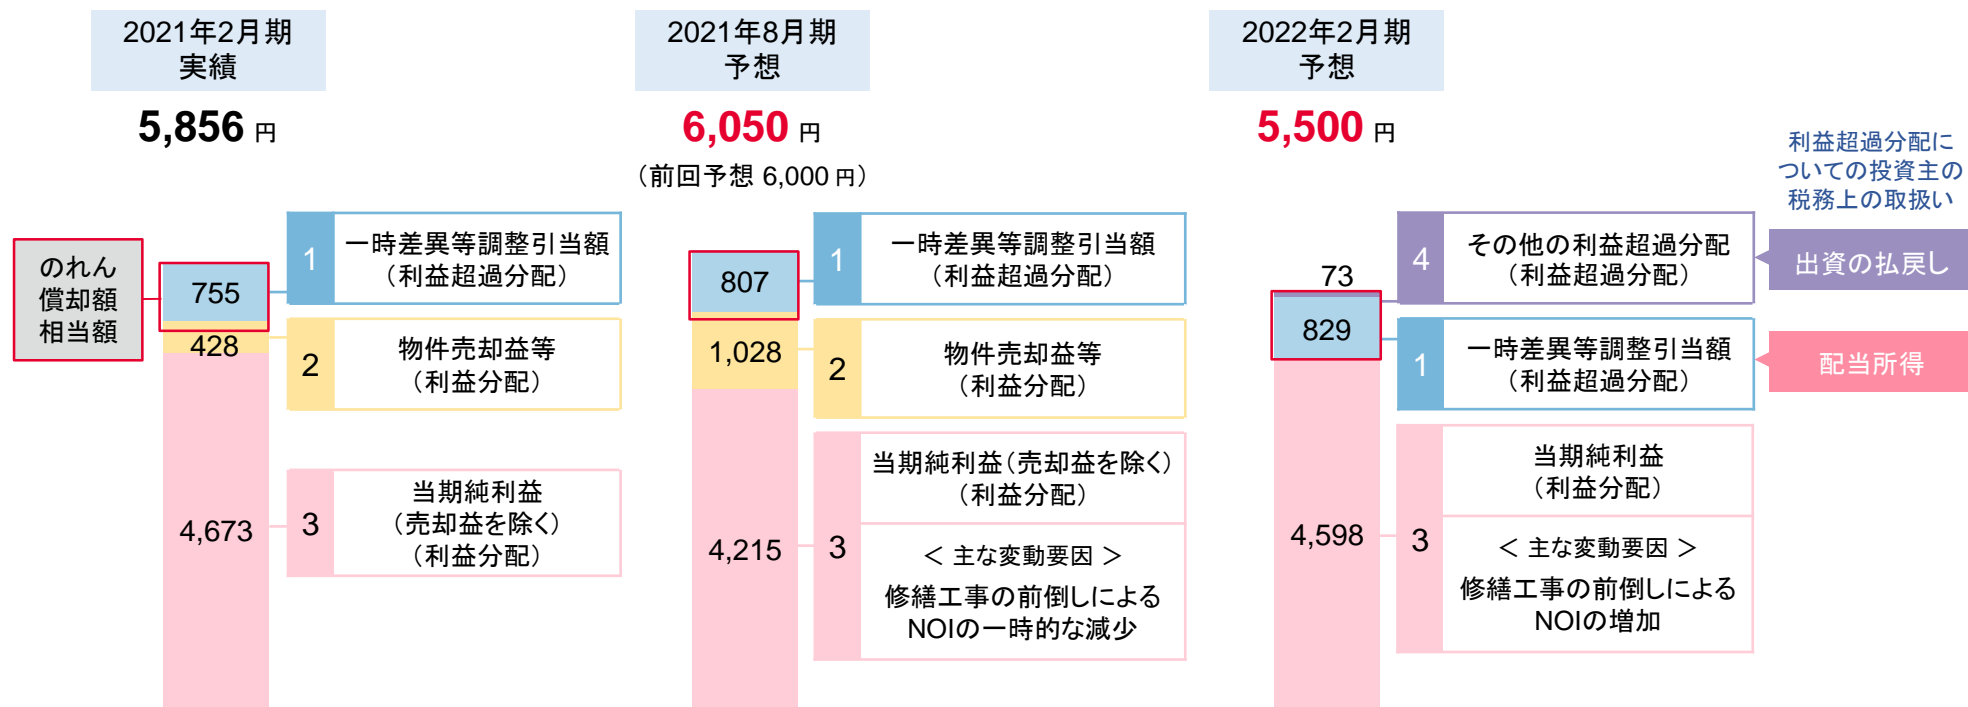 2021年2月期
実績
5,856 円
のれん
償却額
相当額
755
428
4,673
1
一時差異等調整引当額
（利益超過分配）
2
物件売却益等
（利益分配）
3
当期純利益
（売却益を除く）
（利益分配）
2021年8月期
予想
6,050 円
（前回予想 6,000 円）
807
1,028
4,215
1
一時差異等調整引当額
（利益超過分配）
2
物件売却益等
（利益分配）
3
当期純利益（売却益を除く）
（利益分配）
＜ 主な変動要因 ＞
修繕工事の前倒しによる
NOIの一時的な減少
2022年2月期
予想
5,500 円
73
829
4,598
4
その他の利益超過分配
（利益超過分配）
1
一時差異等調整引当額
（利益超過分配）
3
当期純利益
（利益分配）
＜ 主な変動要因 ＞
修繕工事の前倒しによる
NOIの増加
利益超過分配に
ついての投資主の
税務上の取扱い
出資の払戻し
配当所得